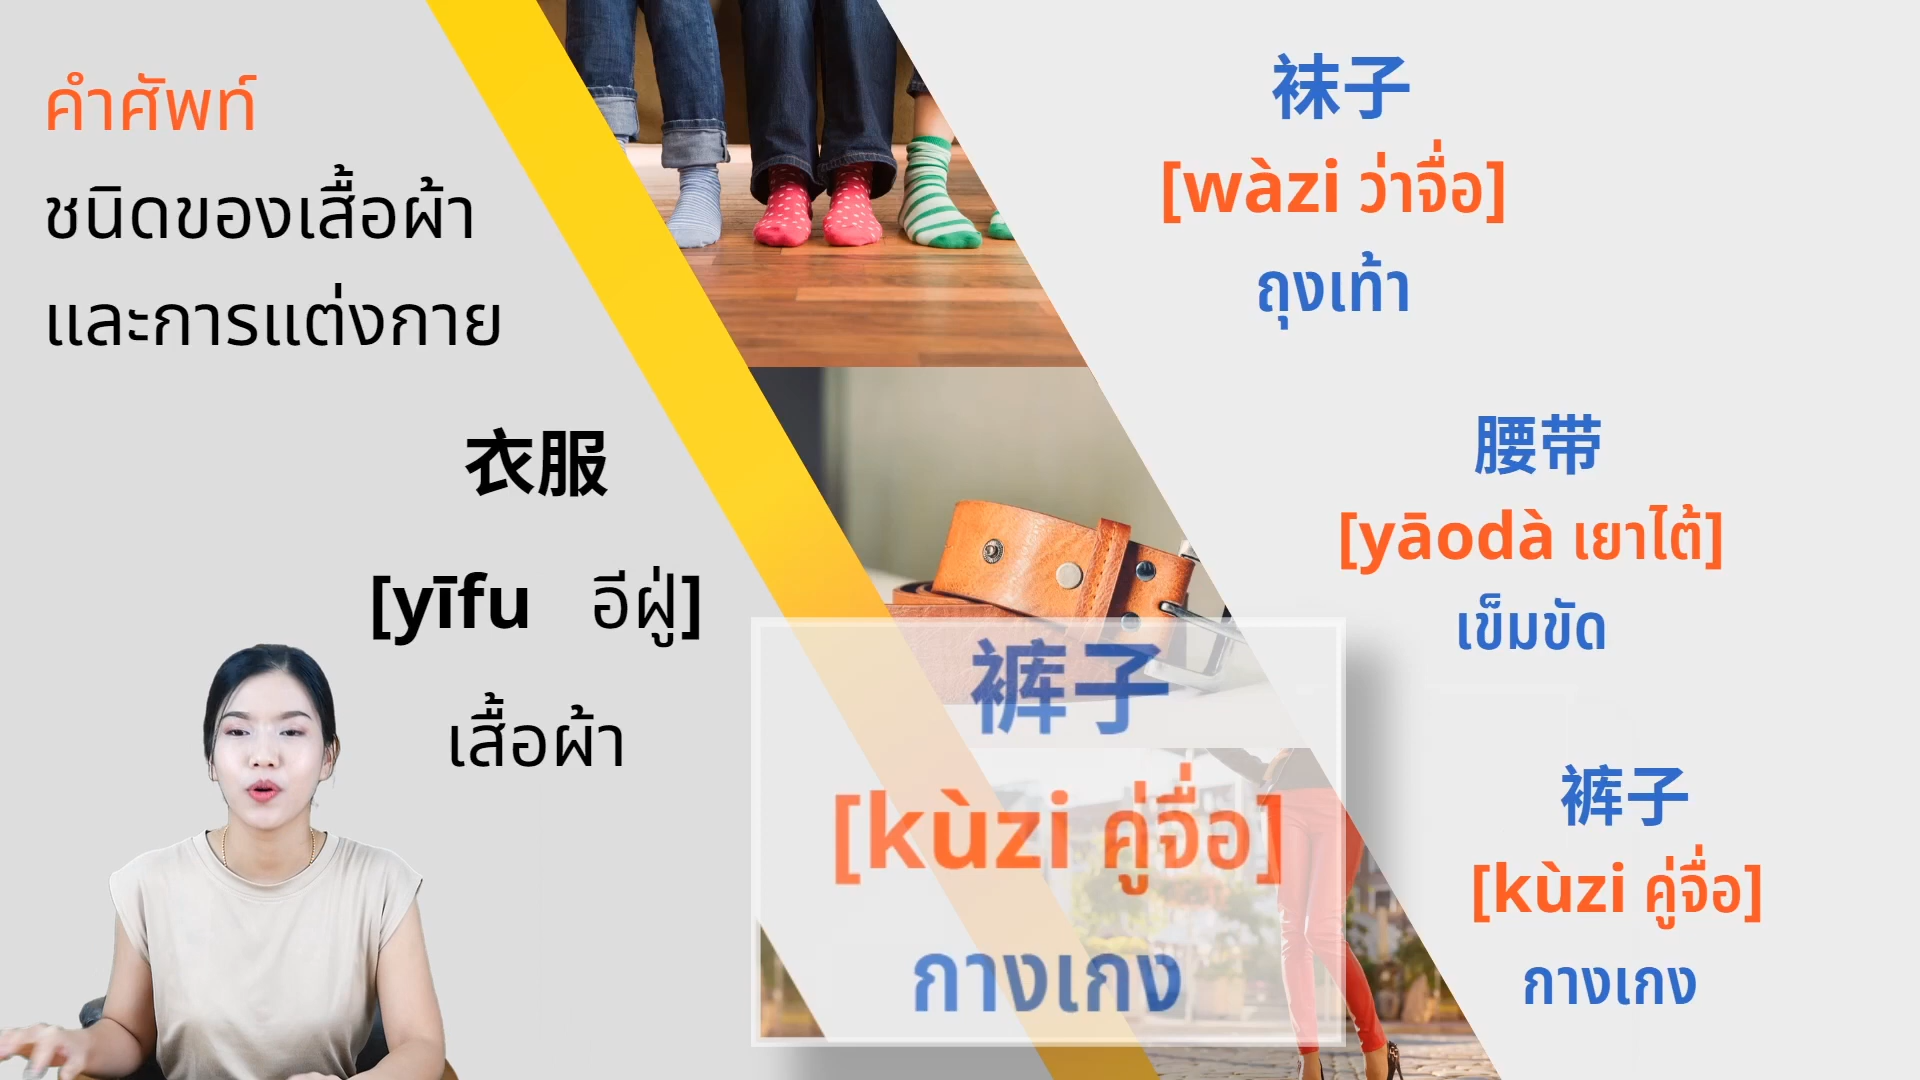 คำศัพท์
ชนิดของเสื้อผ้า
และการแต่งกาย
衣服
[yīfu อีฝู่]
เสื้อผ้า
袜子
[wàzi ว่าจื่อ]
ถุงเท้า
腰带
[yāodà เยาไต้]
เข็มขัด
裤子
[kùzi คู่จื่อ]
กางเกง
裤子
[kùzi คู่จื่อ]
กางเกง